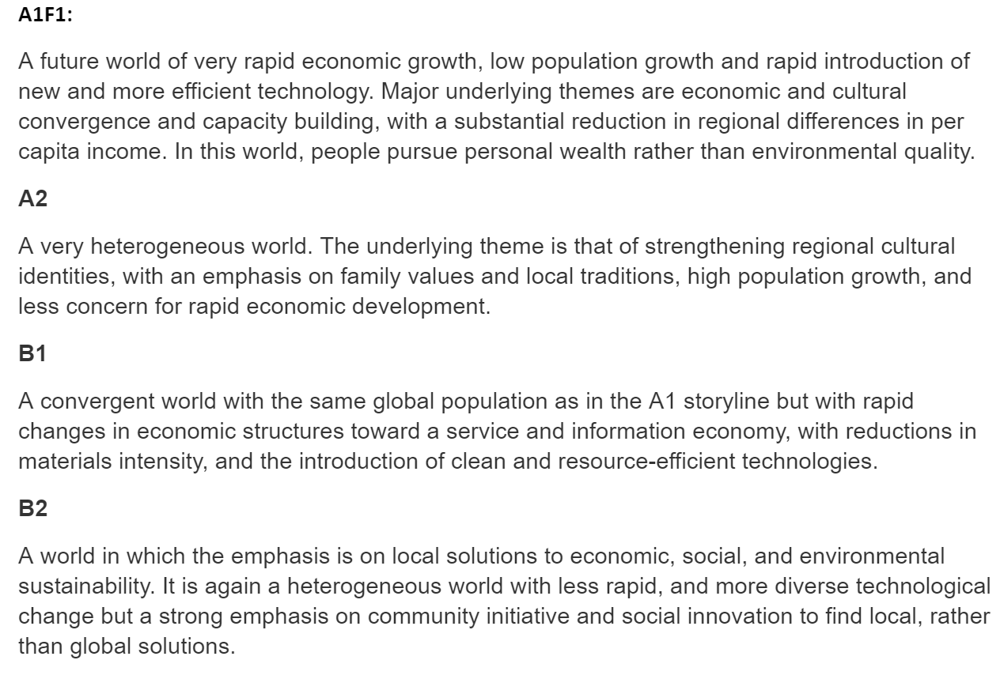 A1F1:
A future world of very rapid economic growth, low population growth and rapid introduction of
new and more efficient technology. Major underlying themes are economic and cultural
convergence and capacity building, with a substantial reduction in regional differences in per
capita income. In this world, people pursue personal wealth rather than environmental quality.
A2
A very heterogeneous world. The underlying theme is that of strengthening regional cultural
identities, with an emphasis on family values and local traditions, high population growth, and
less concern for rapid economic development.
B1
A convergent world with the same global population as in the A1 storyline but with rapid
changes in economic structures toward a service and information economy, with reductions in
materials intensity, and the introduction of clean and resource-efficient technologies.
B2
A world in which the emphasis is on local solutions to economic, social, and environmental
sustainability. It is again a heterogeneous world with less rapid, and more diverse technological
change but a strong emphasis on community initiative and social innovation to find local, rather
than global solutions.